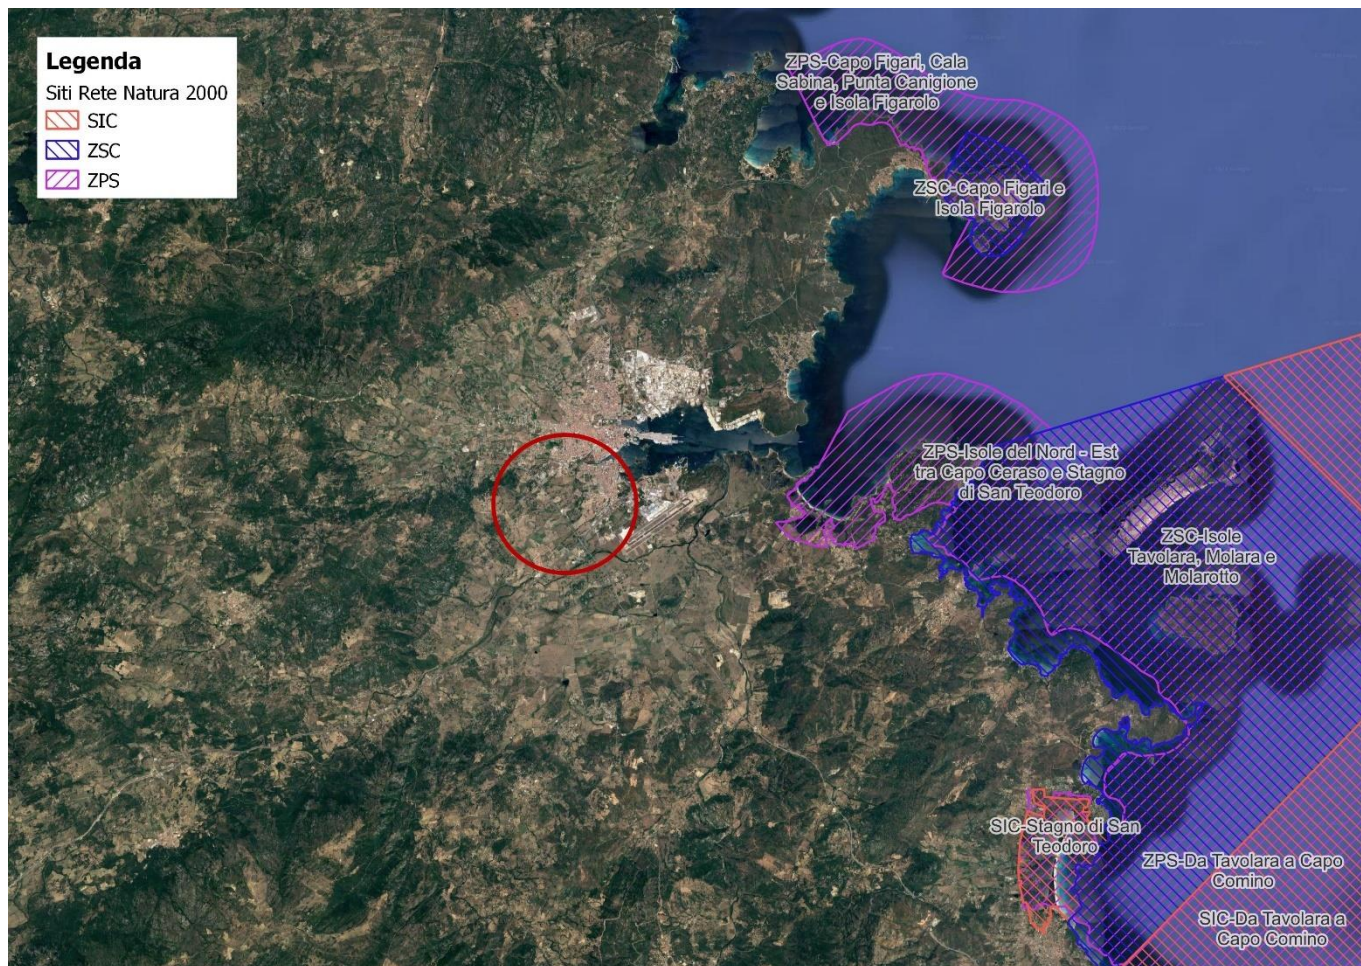 Legenda
Siti Rete Natura 2000
SIC
ZSC
ZPS
ZPS-Capo Figari, Cala
Sabina, Punta Canigione
e Isola Figarolo
ZSC-Capo Figari e
Isola Figarolo
ZPS-Isole del Nord - Est
tra Capo Ceraso e Stagno
di San Teodoro
ZSC-Isole
Tavolara, Molara e
Molarotto
SIC-Stagno di San
Teodoro
ZPS-Da Tavolara a Capo
Comino
SIC-Da Tavolara a
Capo Comino